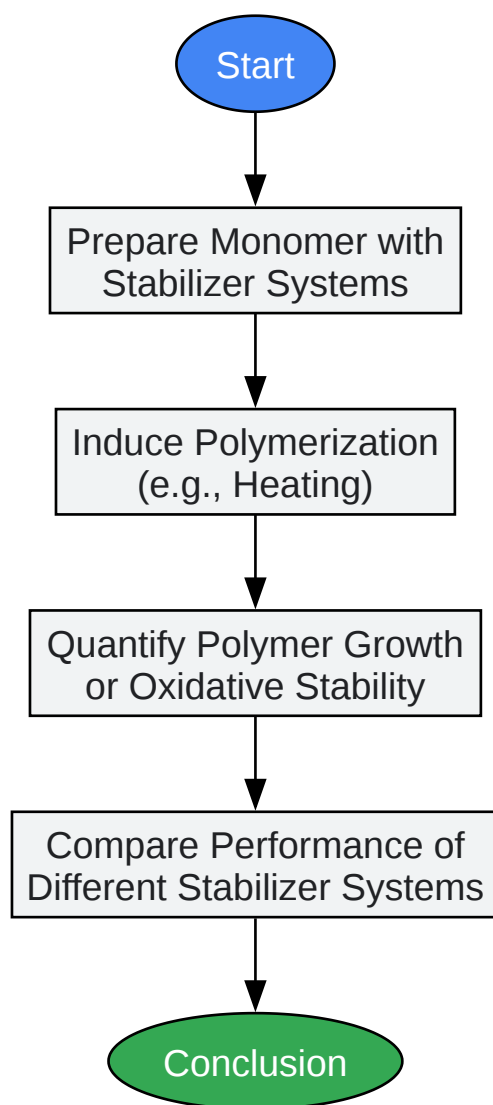 Start
Prepare Monomer with
Stabilizer Systems
Induce Polymerization
(e.g., Heating)
Quantify Polymer Growth
or Oxidative Stability
Compare Performance of
Different Stabilizer Systems
Conclusion